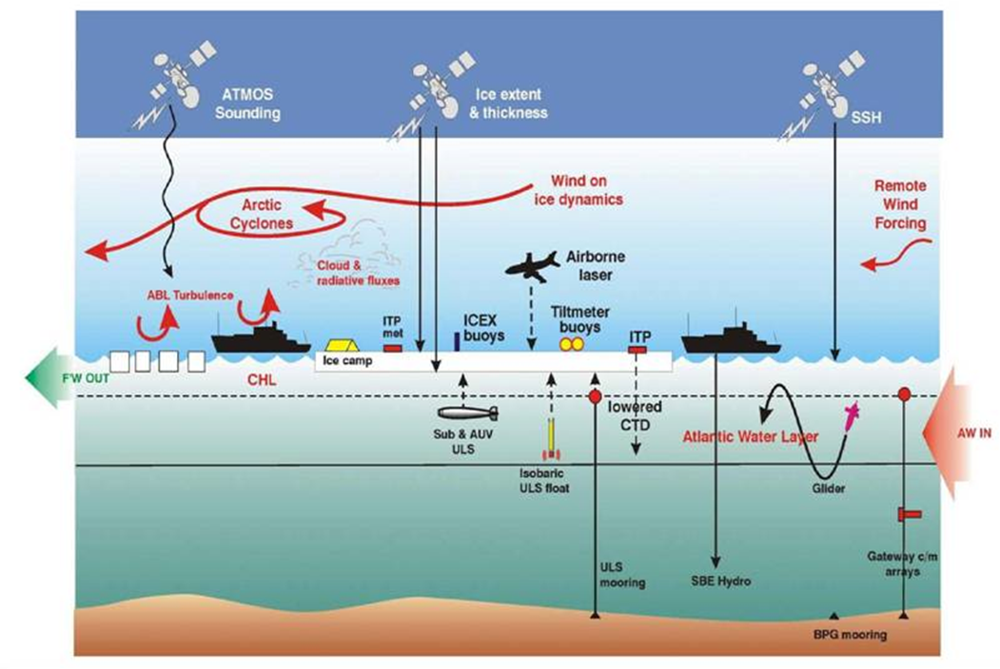 ATMOS
Sounding
Ice extent
& thickness
SSH
Wind on
ice dynamics
Remote
Wind
Forcing
Arctic
Cyclones
Cloud &
radiative fluxes
Airborne
laser
ABL Turbulence
ITP
met
ICEX
buoys
Tiltmeter
buoys
ITP
Ice camp
F'W OUT
CHL
lowered
CTD
Sub & AUV
ULS
Atlantic Water Layer
AW IN
Isobaric
ULS float
Glider
Gateway c/m
arrays
ULS
mooring
SBE Hydro
BPG mooring